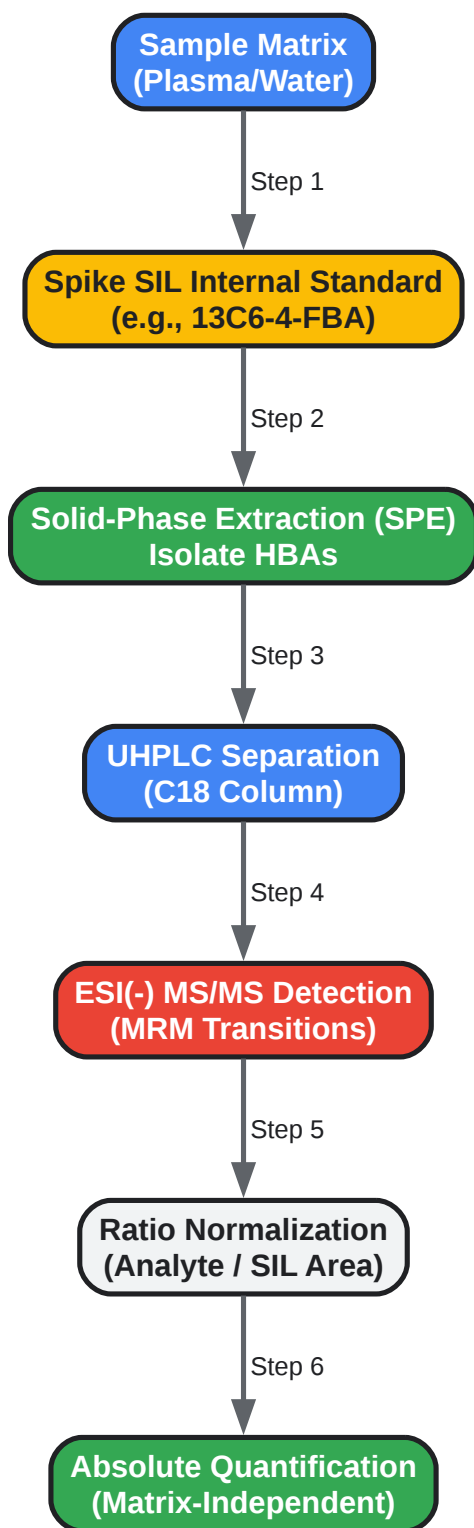 Sample Matrix
(Plasma/Water)
Step 1
Spike SIL Internal Standard
(e.g., 13C6-4-FBA)
Step 2
Solid-Phase Extraction (SPE)
Isolate HBAs
Step 3
UHPLC Separation
(C18 Column)
Step 4
ESI(-) MS/MS Detection
(MRM Transitions)
Step 5
Ratio Normalization
(Analyte / SIL Area)
Step 6
Absolute Quantification
(Matrix-Independent)